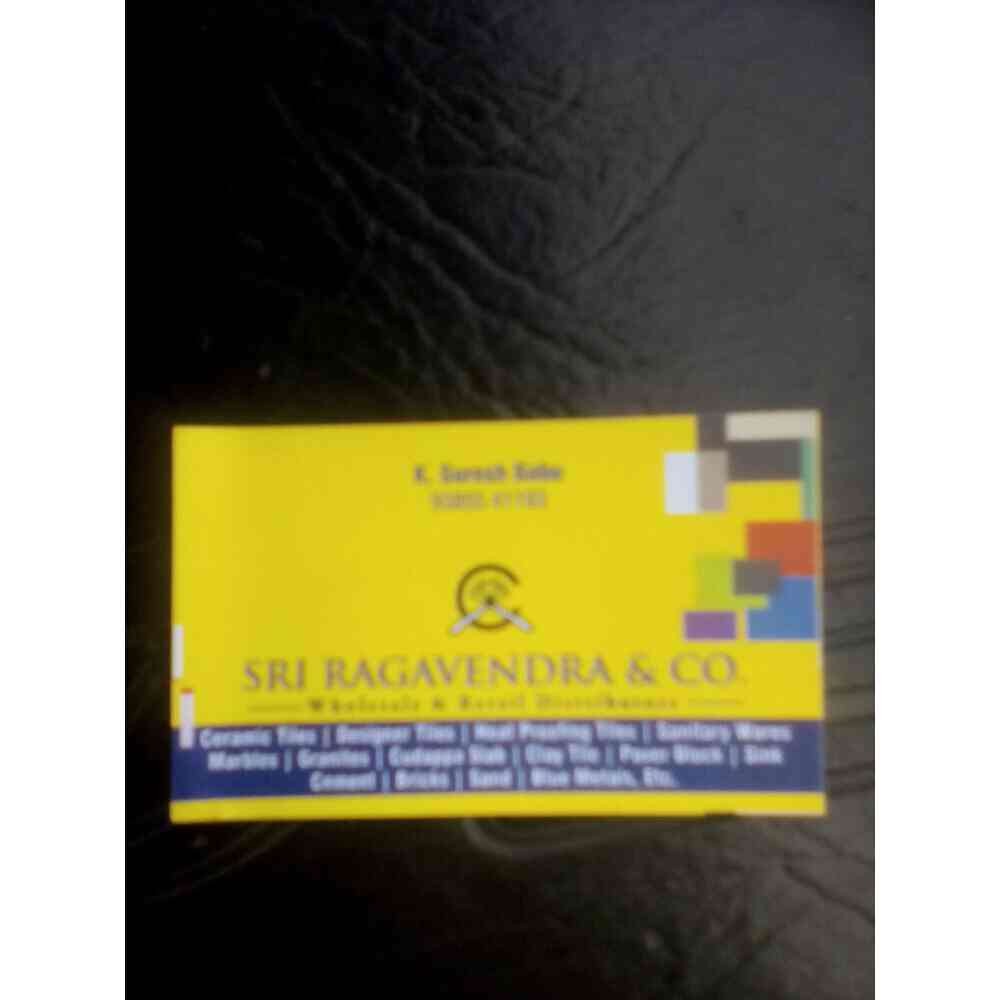 K. Suresh Babu
SRI RAGAVENDRA & CO.
Wholesale & Retail Distributors
Ceramic Tiles | Designer Tiles | Heat Proofing Tiles | Sanitary Wares
Marbles | Granites | Cudappa Slab | Clay Tile | Paver Block | Sink
Cement | Bricks | Sand | Blue Metals, Etc.